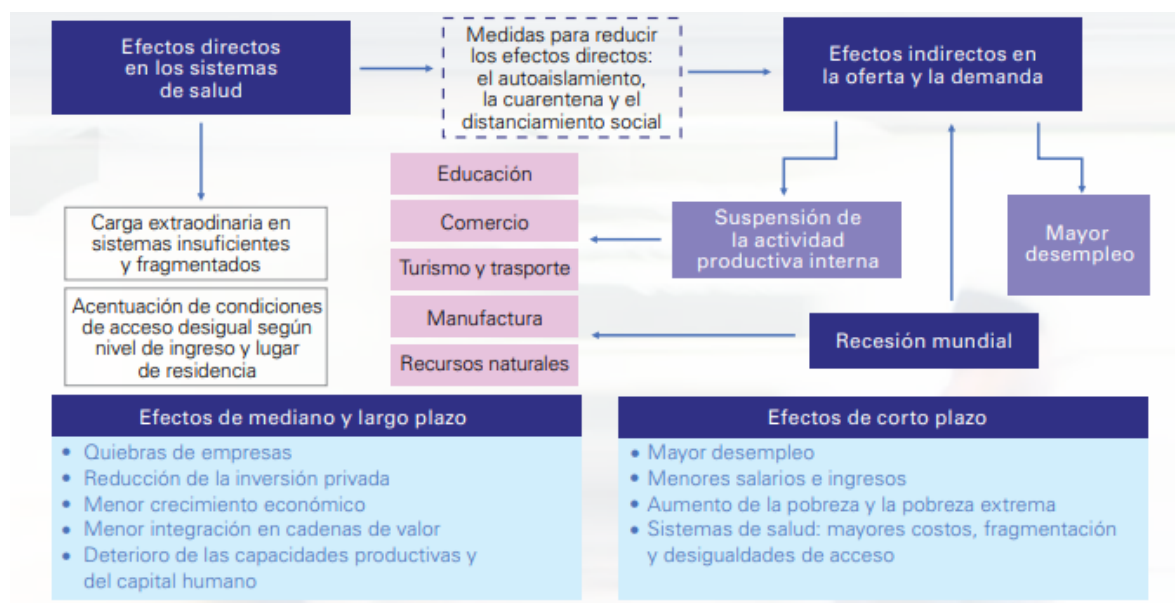 Efectos directos
en los sistemas
de salud
Medidas para reducir
los efectos directos:
el autoaislamiento,
la cuarentena y el
distanciamiento social
Efectos indirectos en
la oferta y la demanda
Carga extraodinaria en
sistemas insuficientes
y fragmentados
Acentuación de condiciones
de acceso desigual según
nivel de ingreso y lugar
de residencia
Educación
Comercio
Turismo y trasporte
Manufactura
Recursos naturales
Suspensión de
la actividad
productiva interna
Mayor
desempleo
Recesión mundial
Efectos de mediano y largo plazo
• Quiebras de empresas
• Reducción de la inversión privada
• Menor crecimiento económico
• Menor integración en cadenas de valor
• Deterioro de las capacidades productivas y
del capital humano
Efectos de corto plazo
• Mayor desempleo
• Menores salarios e ingresos
• Aumento de la pobreza y la pobreza extrema
• Sistemas de salud: mayores costos, fragmentación
y desigualdades de acceso